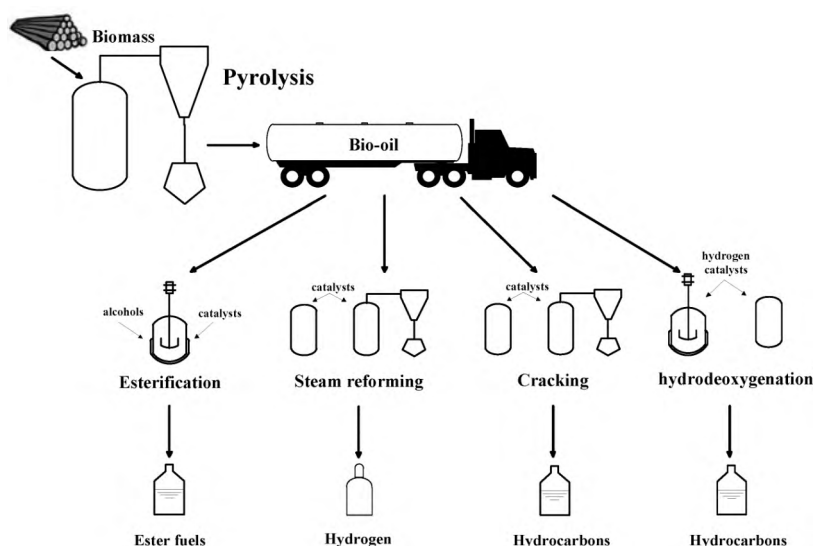 Biomass
Pyrolysis
Bio-oil
hydrogen
catalysts
catalysts
catalysts
alcohols
catalysts
Esterification
Steam reforming
Cracking
hydrodeoxygenation
Ester fuels
Hydrogen
Hydrocarbons
Hydrocarbons